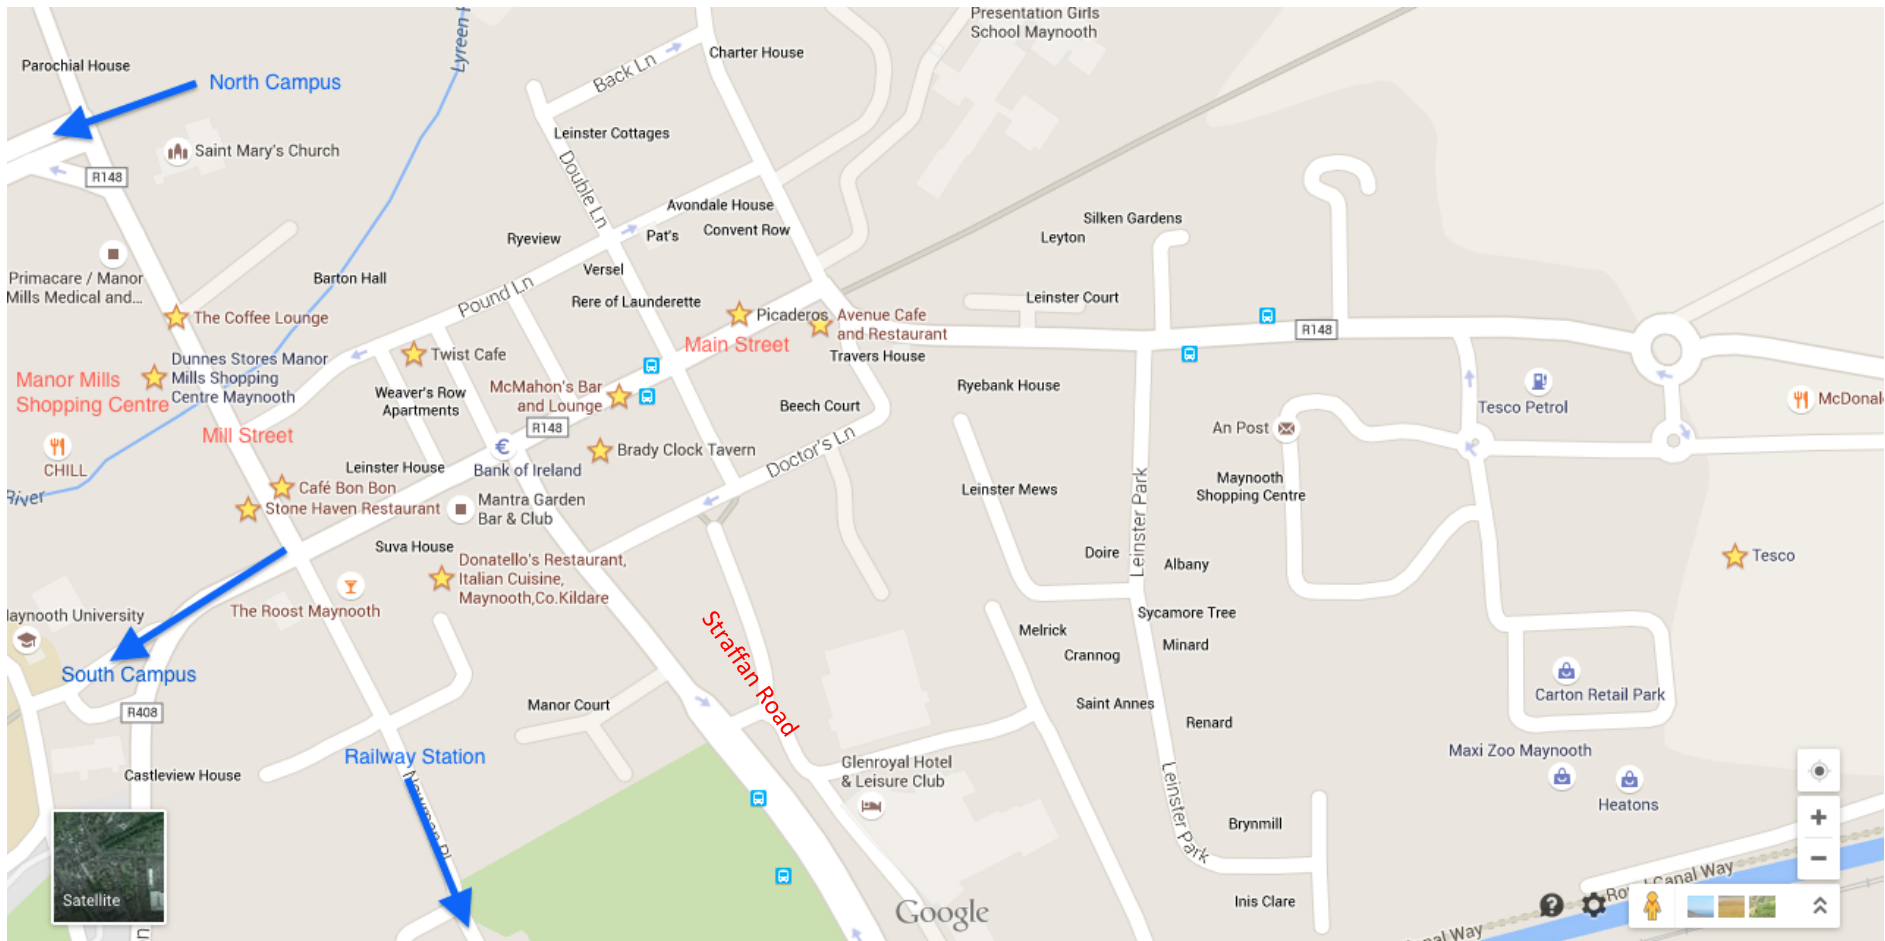 Presentation Girls
School Maynooth
Parochial House
Charter House
Back Ln
Lyreen
North Campus
Leinster Cottages
Saint Mary's Church
R148
Double Ln
Avondale House
Silken Gardens
Ryeview
Pat's
Convent Row
Leyton
Primacare / Manor
Mills Medical and...
Barton Hall
Versel
Pound Ln
Rere of Launderette
Leinster Court
The Coffee Lounge
Picaderos
Avenue Cafe
and Restaurant
R148
Main Street
Travers House
Twist Cafe
Dunnes Stores Manor
Mills Shopping
Centre Maynooth
Manor Mills
Shopping Centre
Weaver's Row
Apartments
McMahon's Bar
and Lounge
Ryebank House
Tesco Petrol
McDonal
Beech Court
R148
An Post
Mill Street
CHILL
Brady Clock Tavern
Doctor's Ln
Leinster House
€
Bank of Ireland
Café Bon Bon
Stone Haven Restaurant
Mantra Garden
Bar & Club
Leinster Mews
Leinster Park
Maynooth
Shopping Centre
River
Suva House
Donatello's Restaurant,
Italian Cuisine,
Maynooth,Co.Kildare
Doire
Albany
Tesco
The Roost Maynooth
aynooth University
Sycamore Tree
Straffan Road
Melrick
Crannog
Minard
South Campus
R408
Manor Court
Saint Annes
Renard
Carton Retail Park
Railway Station
Castleview House
Newman Pl
Glenroyal Hotel
& Leisure Club
Maxi Zoo Maynooth
Heatons
Leinster Park
Brynmill
Satellite
Google
Inis Clare
Royal Canal Way
al Way
n
?
+
−